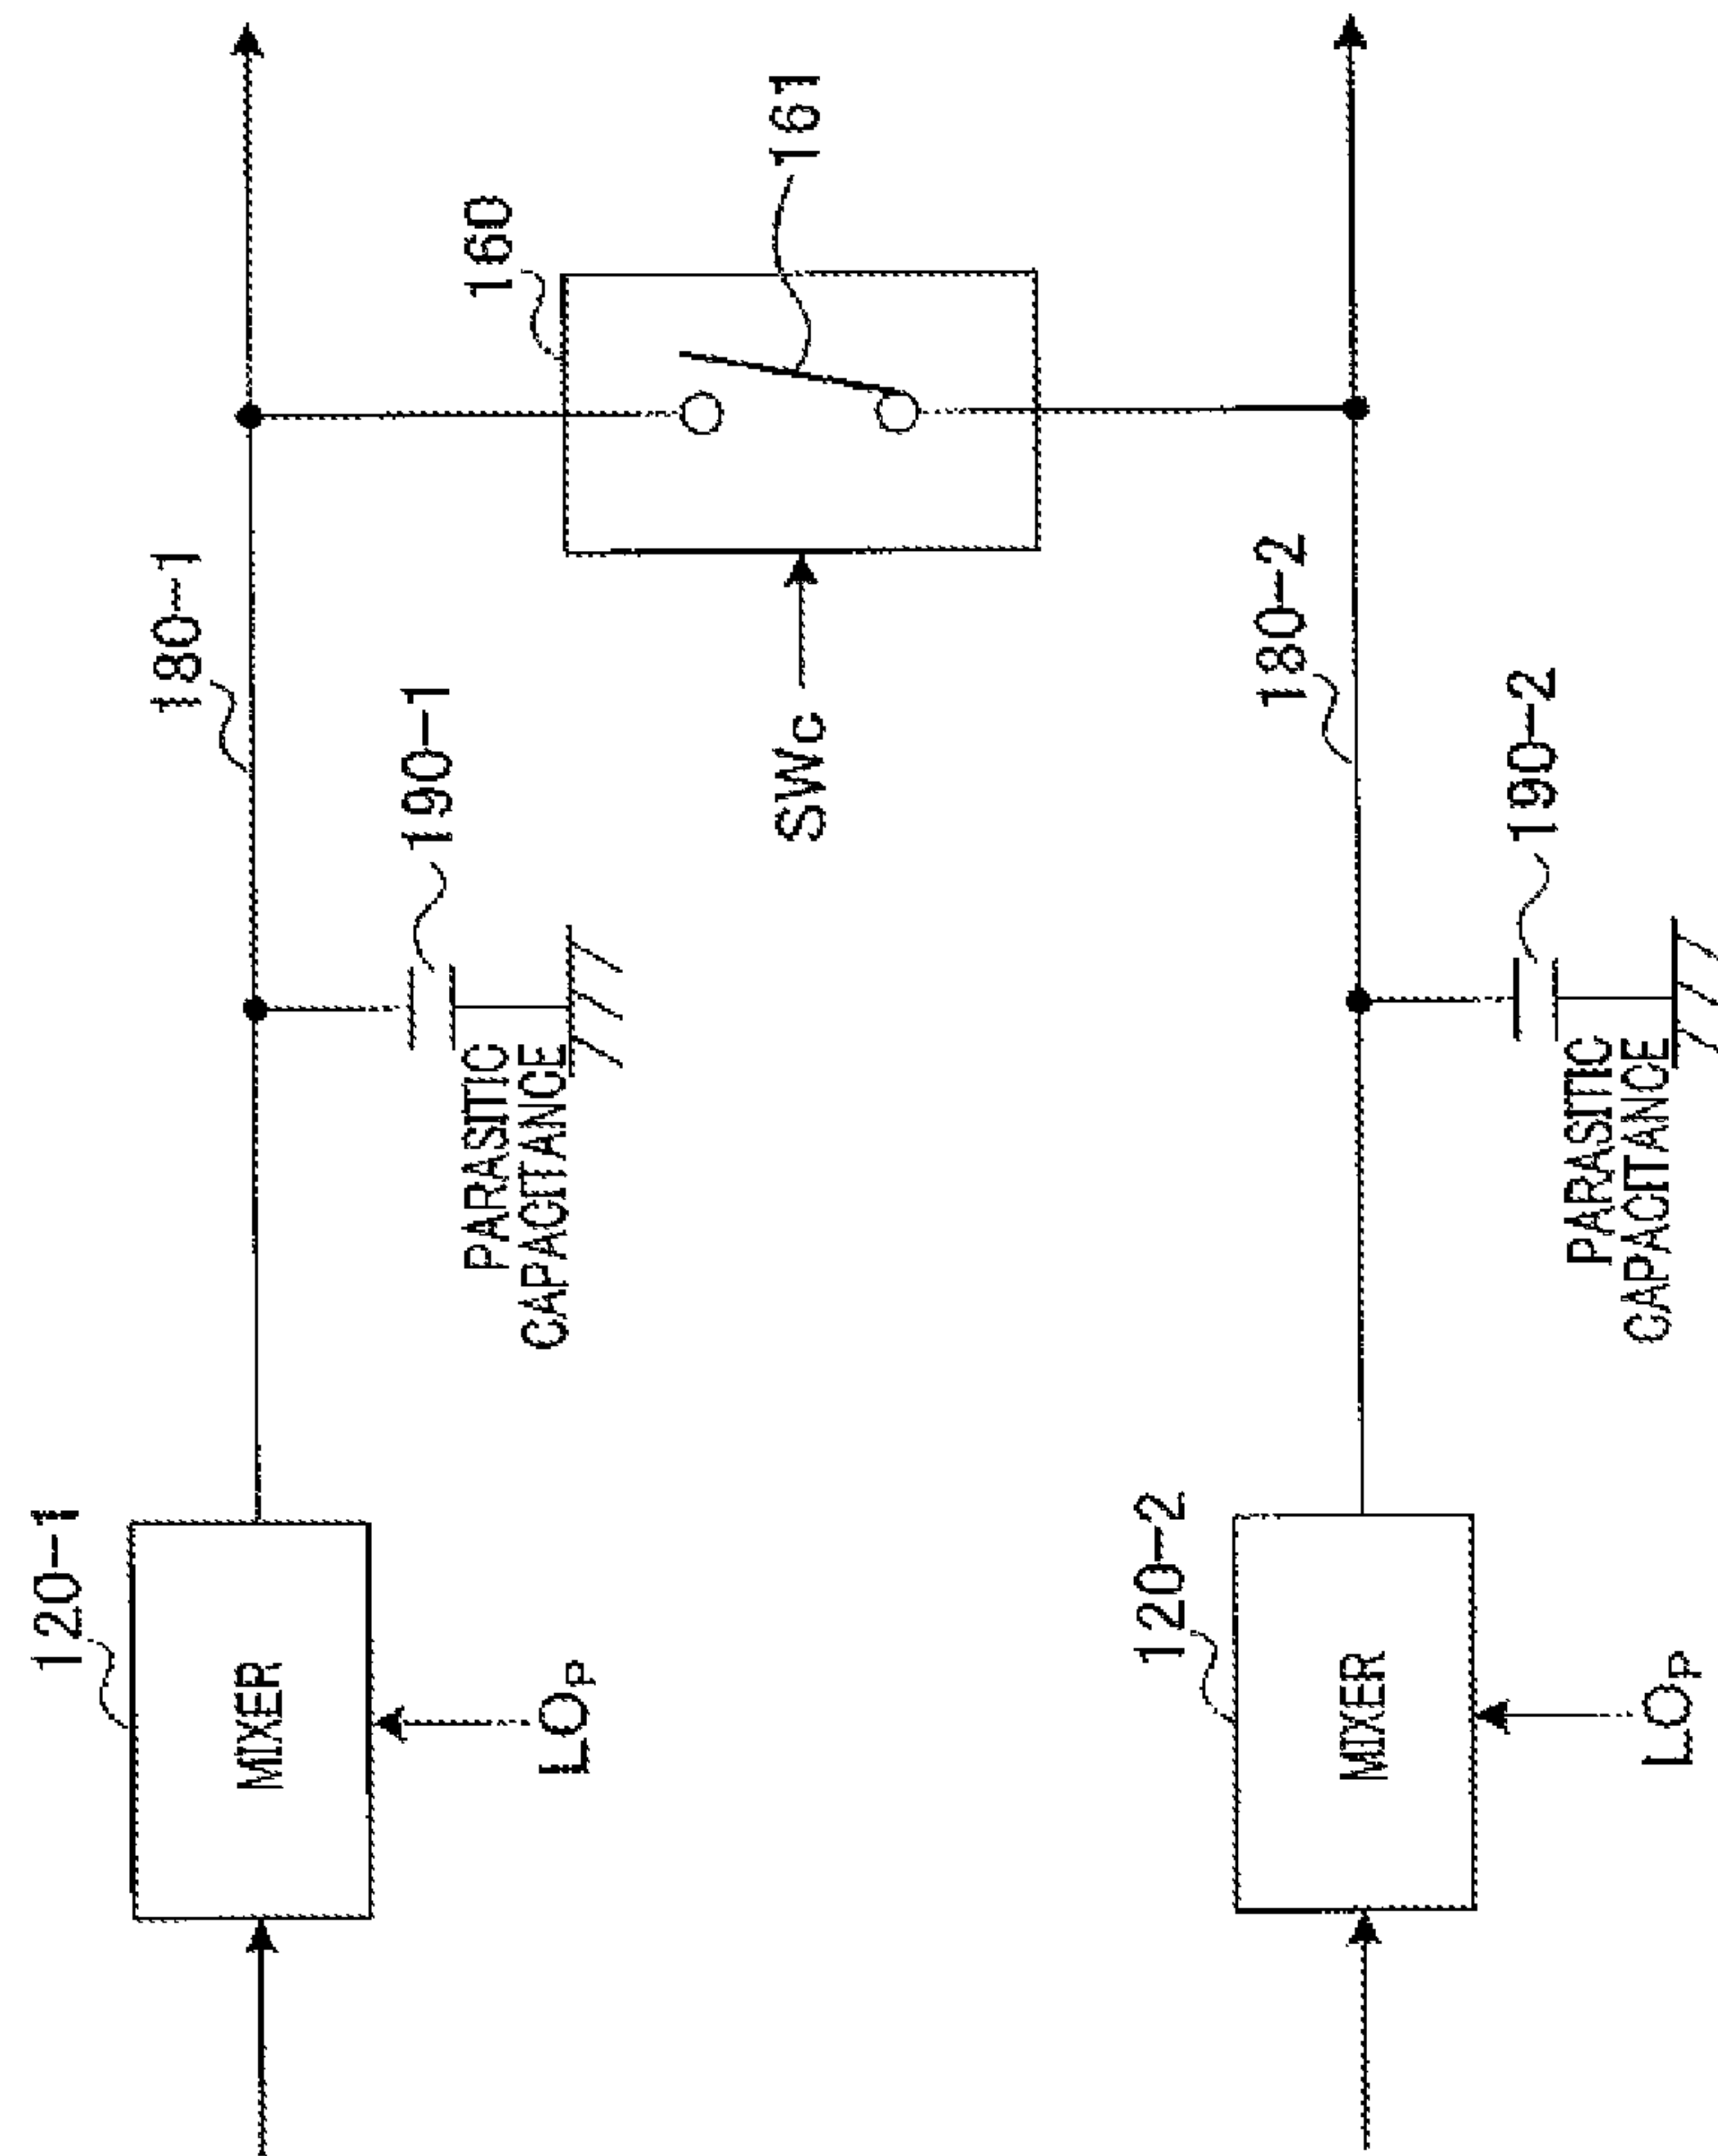 120-1
MIXER
LOP
PARASITIC
CAPACITANCE
190-1
180-1
160
161
SWc
120-2
MIXER
LOP
PARASITIC
CAPACITANCE
190-2
180-2